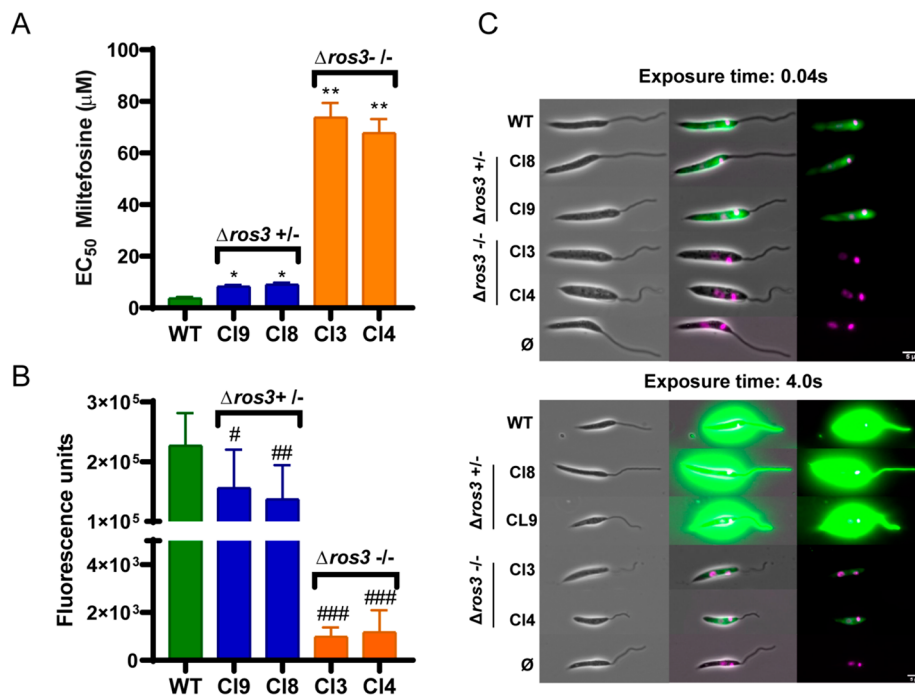 A
100
80
60
40
20
0
EC50 Miltefosine (μM)
Δros3- /-
** **
Δros3 +/-
* *
WT Cl9 Cl8 Cl3 Cl4
B
3×10⁵
2×10⁵
1×10⁵
4×10³
2×10³
0
Fluorescence units
Δros3+ /-
# ##
Δros3 -/-
### ###
WT Cl9 Cl8 Cl3 Cl4
C
Exposure time: 0.04s
WT
Δros3 +/-
Cl8
Cl9
Δros3 -/-
Cl3
Cl4
Ø
Exposure time: 4.0s
WT
Δros3 +/-
Cl8
CL9
Δros3 -/-
Cl3
Cl4
Ø